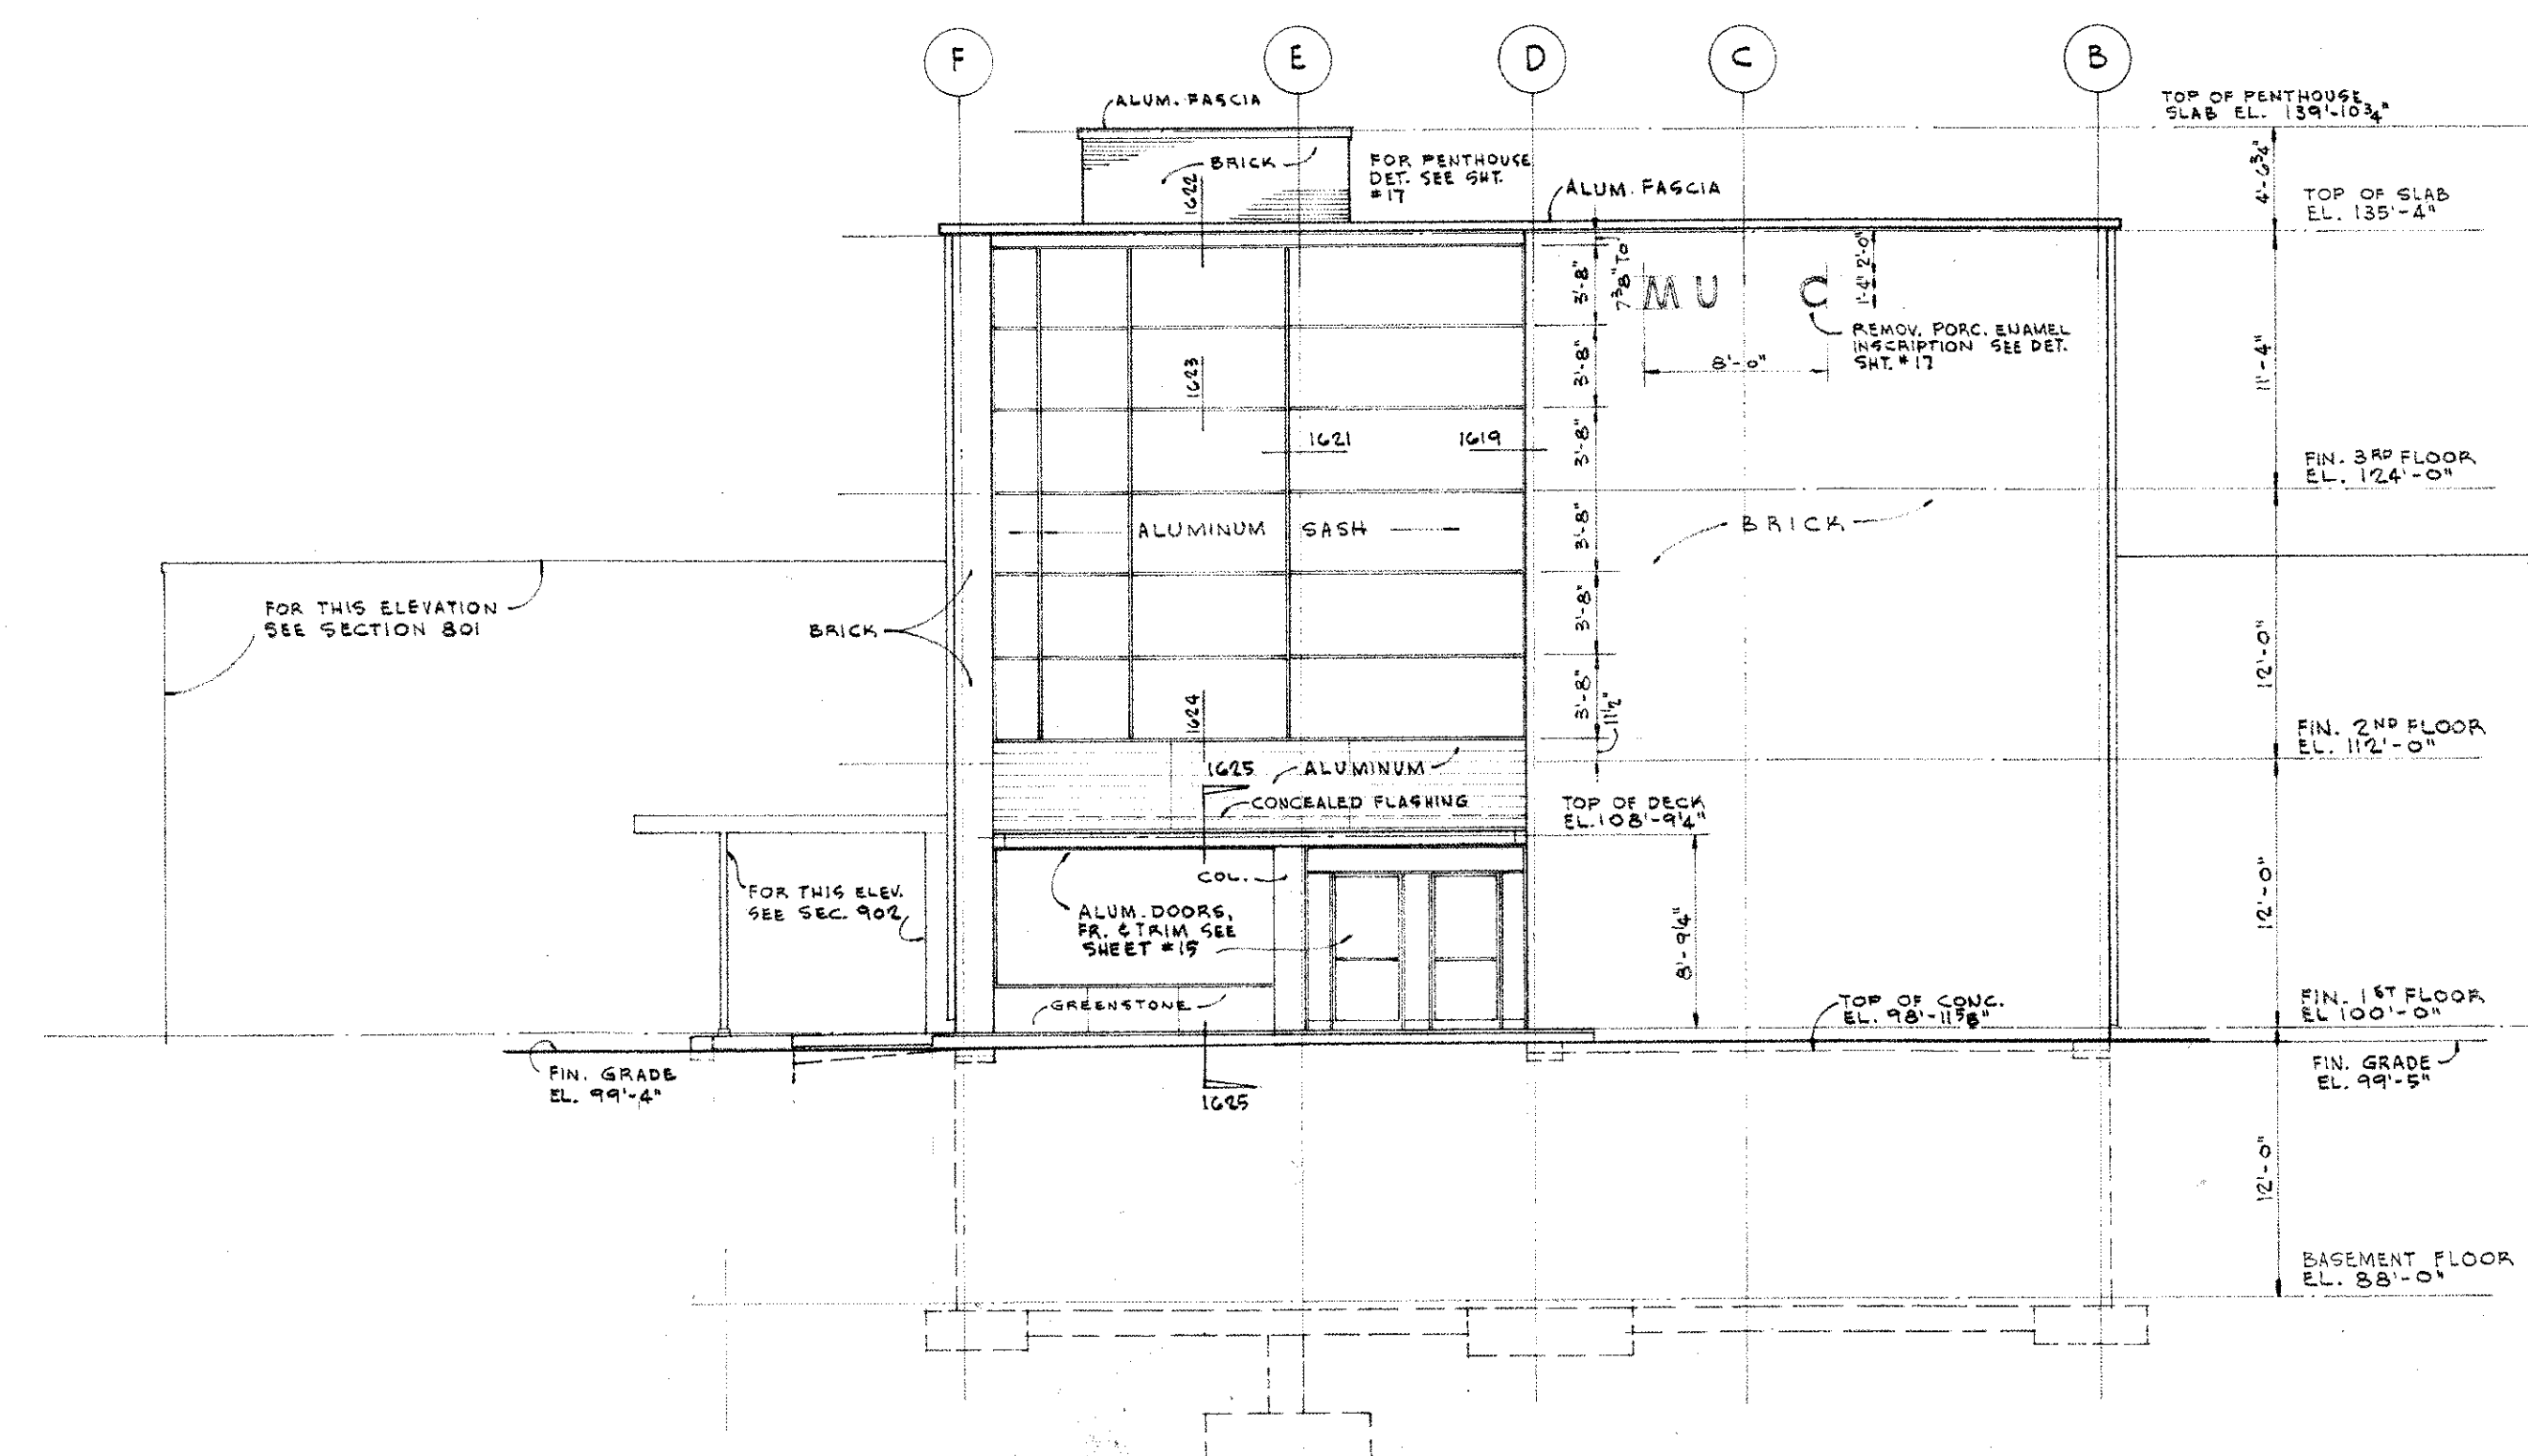 F
E
D
C
B
ALUM. FASCIA
TOP OF PENTHOUSE
SLAB EL. 139'-10¾"
BRICK
FOR PENTHOUSE
DET. SEE SHT.
#17
ALUM. FASCIA
1622
4'-6¾"
TOP OF SLAB
EL. 135'-4"
7⅜" TO
3'-8"
M U C
2'-0"
1'-4"
REMOV. PORC. ENAMEL
INSCRIPTION SEE DET.
SHT. #17
8'-0"
1623
3'-8"
11'-4"
1621
1619
3'-8"
FIN. 3RD FLOOR
EL. 124'-0"
ALUMINUM SASH
3'-8"
BRICK
FOR THIS ELEVATION
SEE SECTION 801
BRICK
3'-8"
12'-0"
1624
3'-8"
11½"
FIN. 2ND FLOOR
EL. 112'-0"
1625
ALUMINUM
CONCEALED FLASHING
TOP OF DECK
EL. 108'-9¼"
COL.
FOR THIS ELEV.
SEE SEC. 902
ALUM. DOORS,
FR. & TRIM SEE
SHEET #15
8'-9¼"
12'-0"
GREENSTONE
TOP OF CONC.
EL. 98'-11⅝"
FIN. 1ST FLOOR
EL 100'-0"
FIN. GRADE
EL. 99'-4"
FIN. GRADE
EL. 99'-5"
1625
12'-0"
BASEMENT FLOOR
EL. 88'-0"